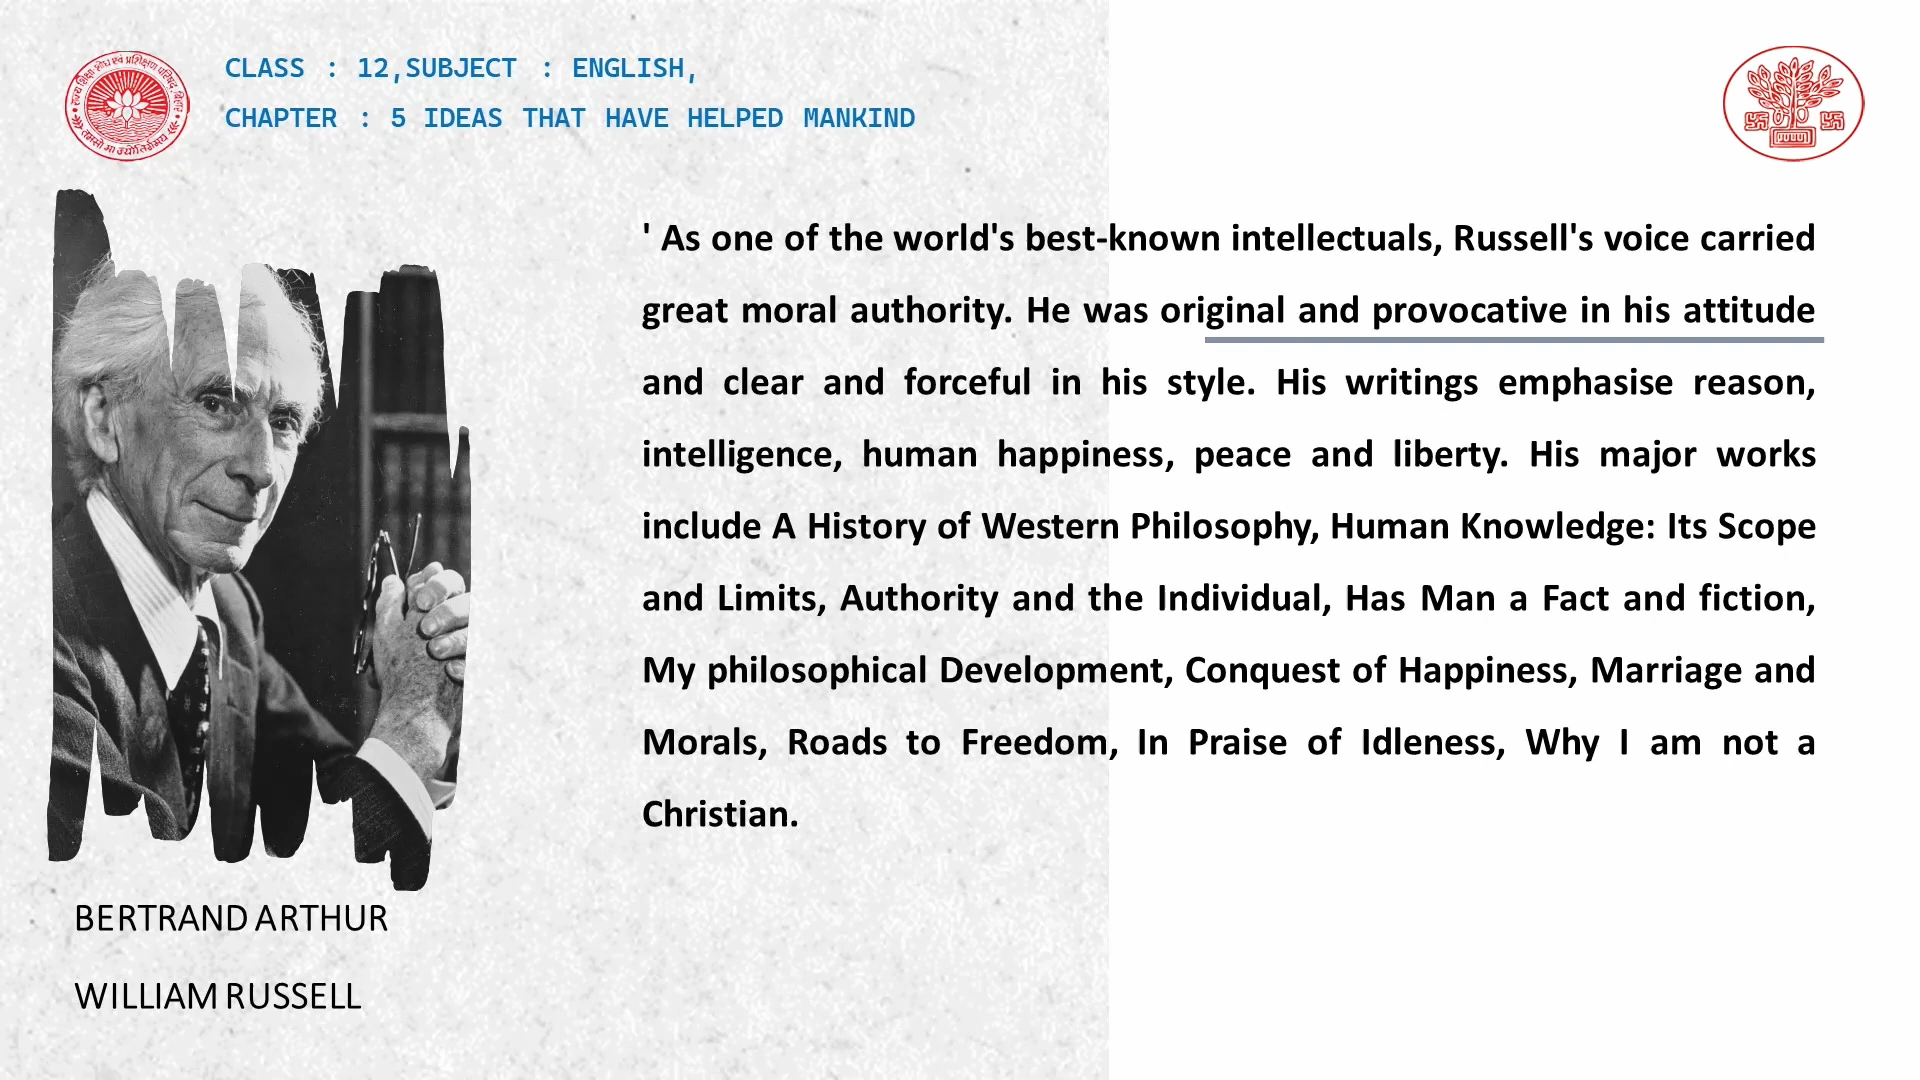 CLASS : 12,SUBJECT : ENGLISH,
CHAPTER : 5 IDEAS THAT HAVE HELPED MANKIND
' As one of the world's best-known intellectuals, Russell's voice carried
great moral authority. He was original and provocative in his attitude
and clear and forceful in his style. His writings emphasise reason,
intelligence, human happiness, peace and liberty. His major works
include A History of Western Philosophy, Human Knowledge: Its Scope
and Limits, Authority and the Individual, Has Man a Fact and fiction,
My philosophical Development, Conquest of Happiness, Marriage and
Morals, Roads to Freedom, In Praise of Idleness, Why I am not a
Christian.
BERTRAND ARTHUR
WILLIAM RUSSELL